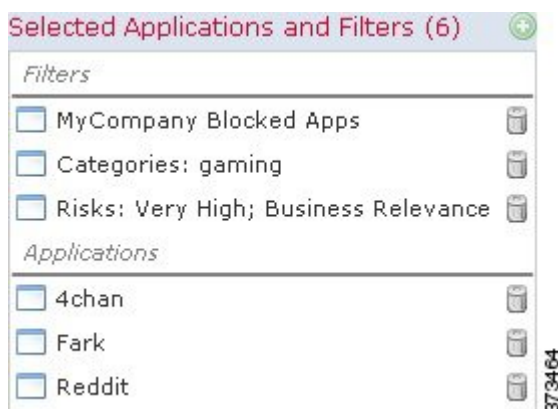 Selected Applications and Filters (6)
Filters
MyCompany Blocked Apps
Categories: gaming
Risks: Very High; Business Relevance
Applications
4chan
Fark
Reddit
373464